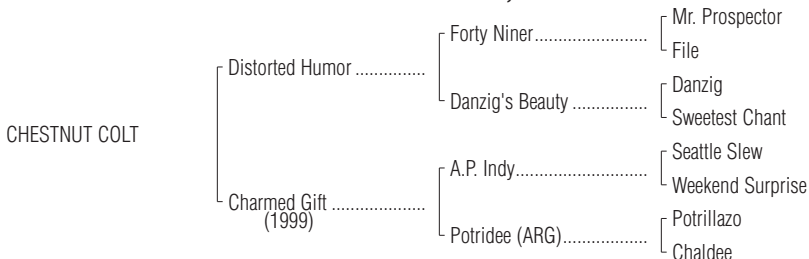 Mr. Prospector
Forty Niner.......................
File
Distorted Humor ...............
Danzig
Danzig's Beauty ................
Sweetest Chant
CHESTNUT COLT
Seattle Slew
A.P. Indy............................
Weekend Surprise
Charmed Gift ....................
(1999)
Potrillazo
Potridee (ARG)..................
Chaldee